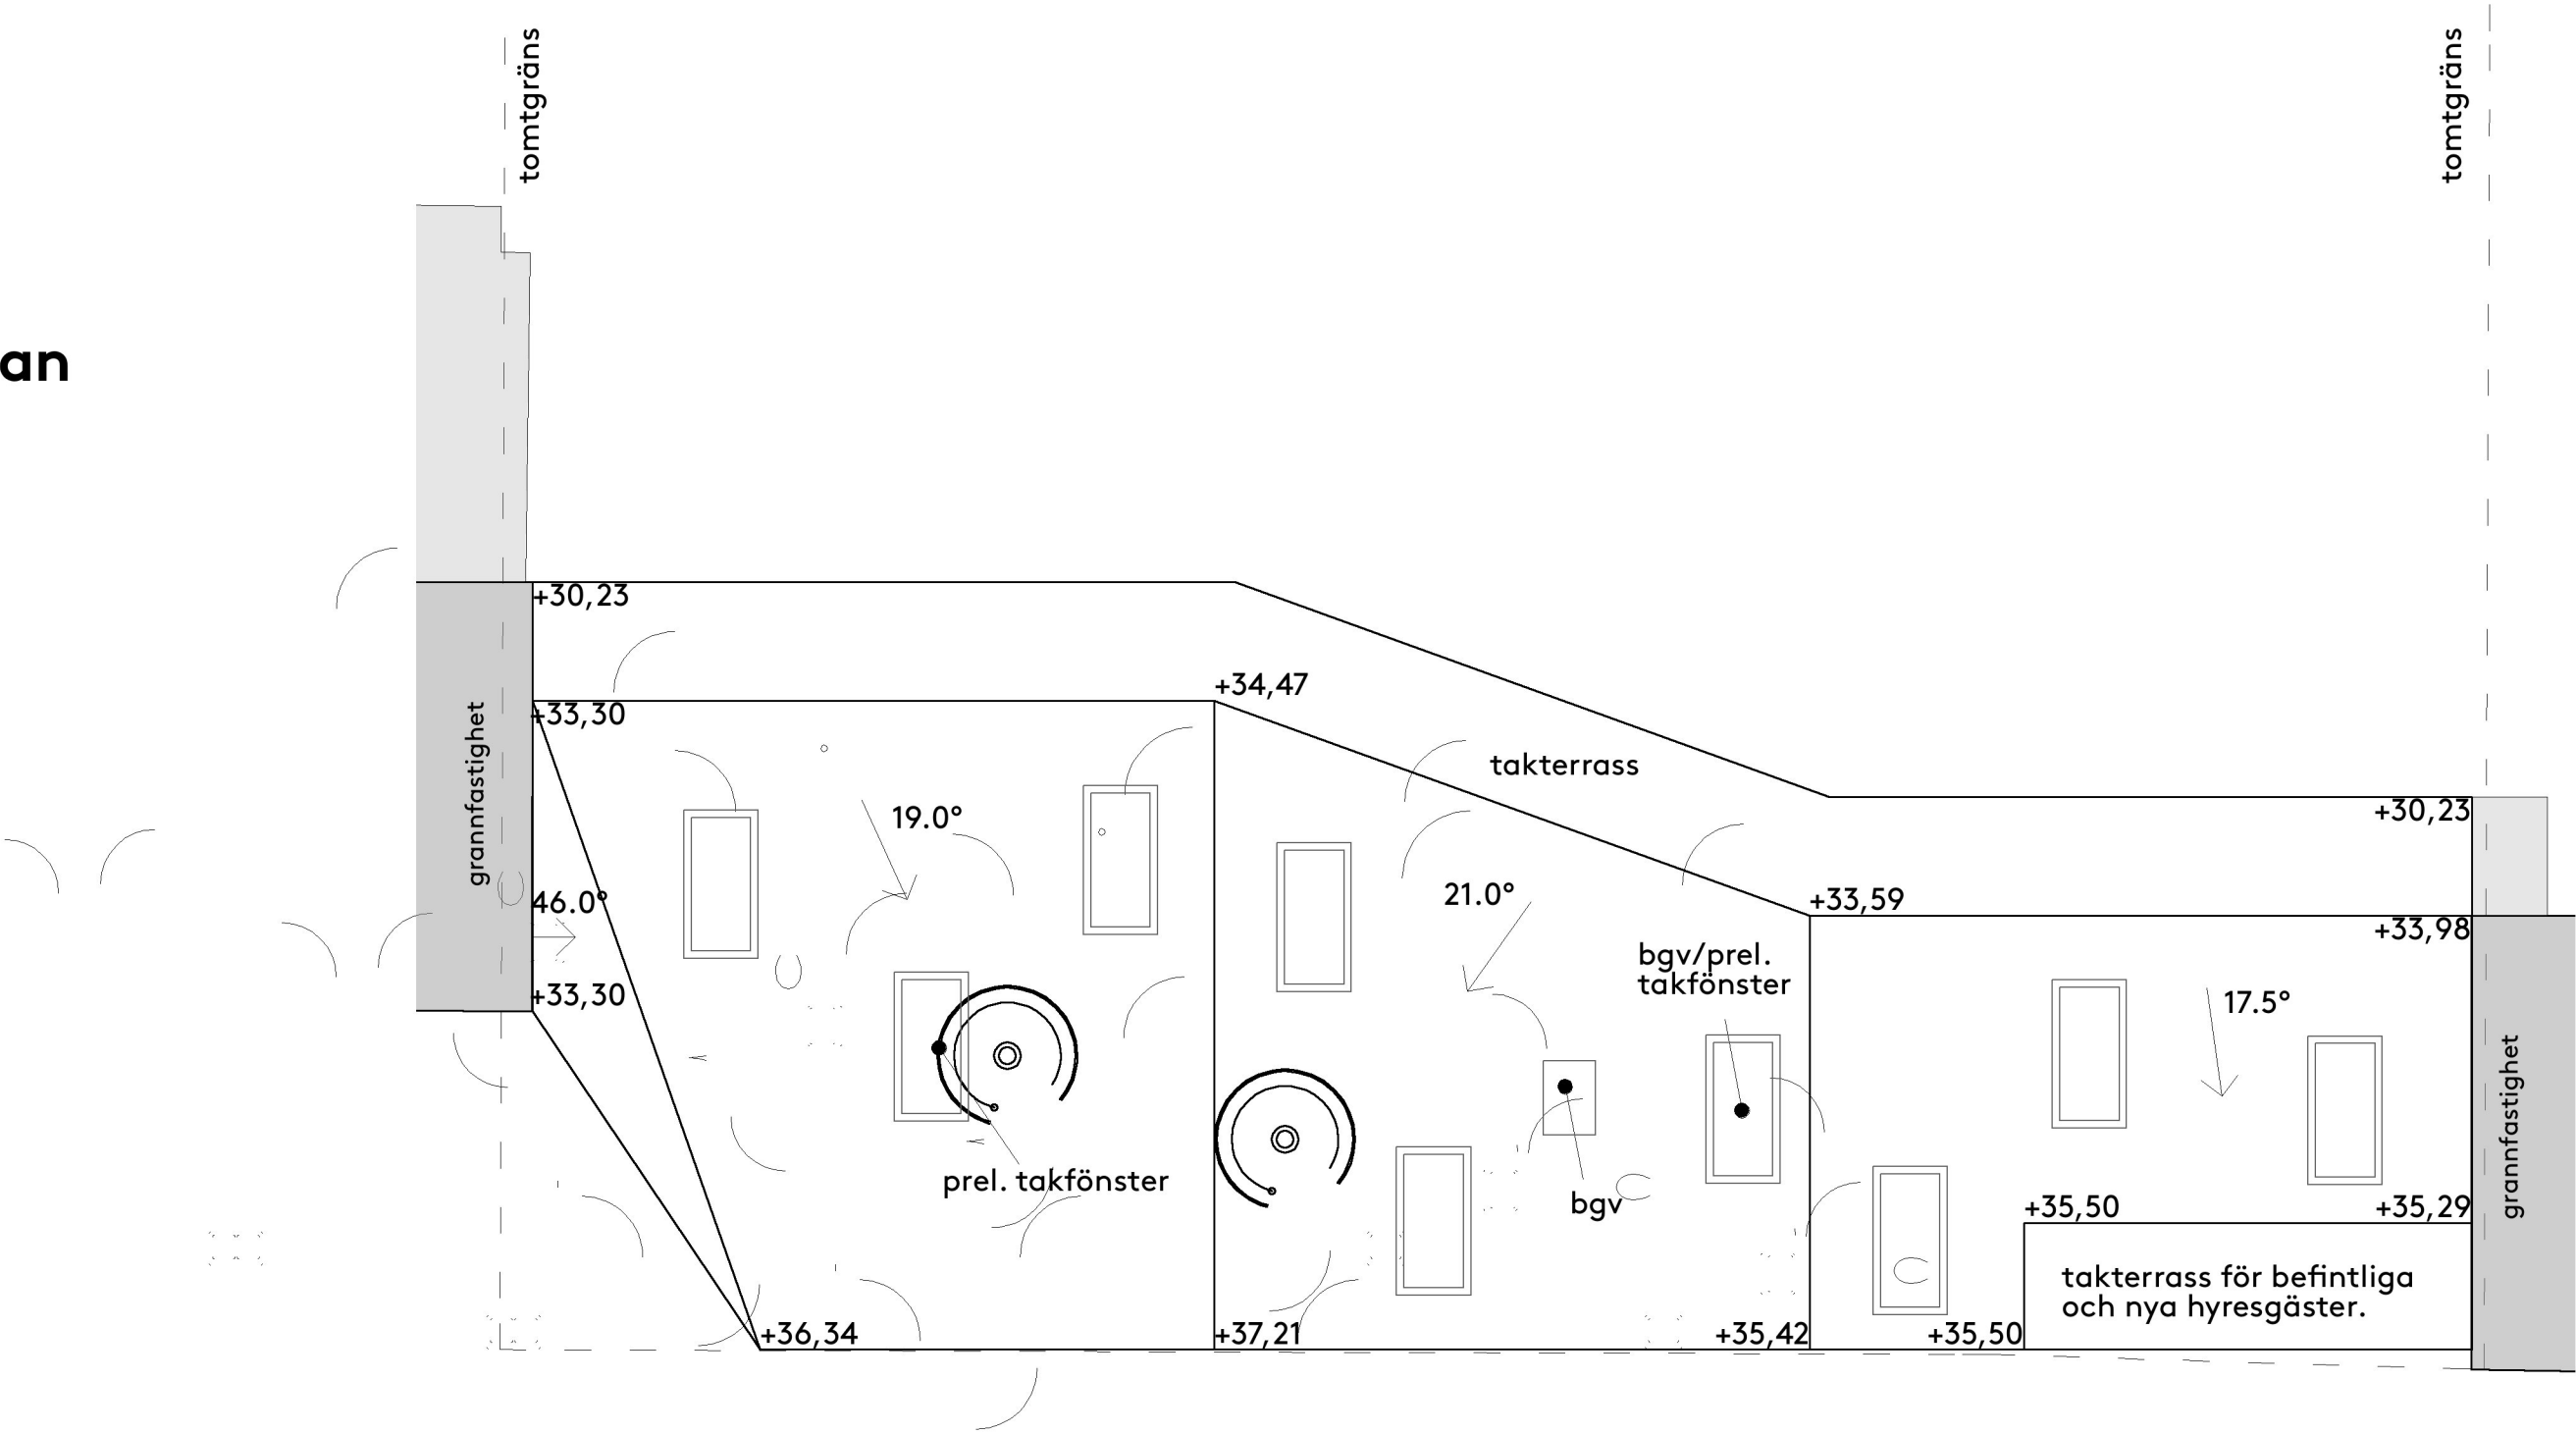 tomtgräns
tomtgräns
an
+30,23
+34,47
+33,30
takterrass
grannfastighet
19.0°
+30,23
21.0°
46.0°
+33,59
+33,98
bgv/prel.
takfönster
+33,30
17.5°
grannfastighet
prel. takfönster
bgv
+35,50
+35,29
takterrass för befintliga
och nya hyresgäster.
+36,34
+37,21
+35,42
+35,50